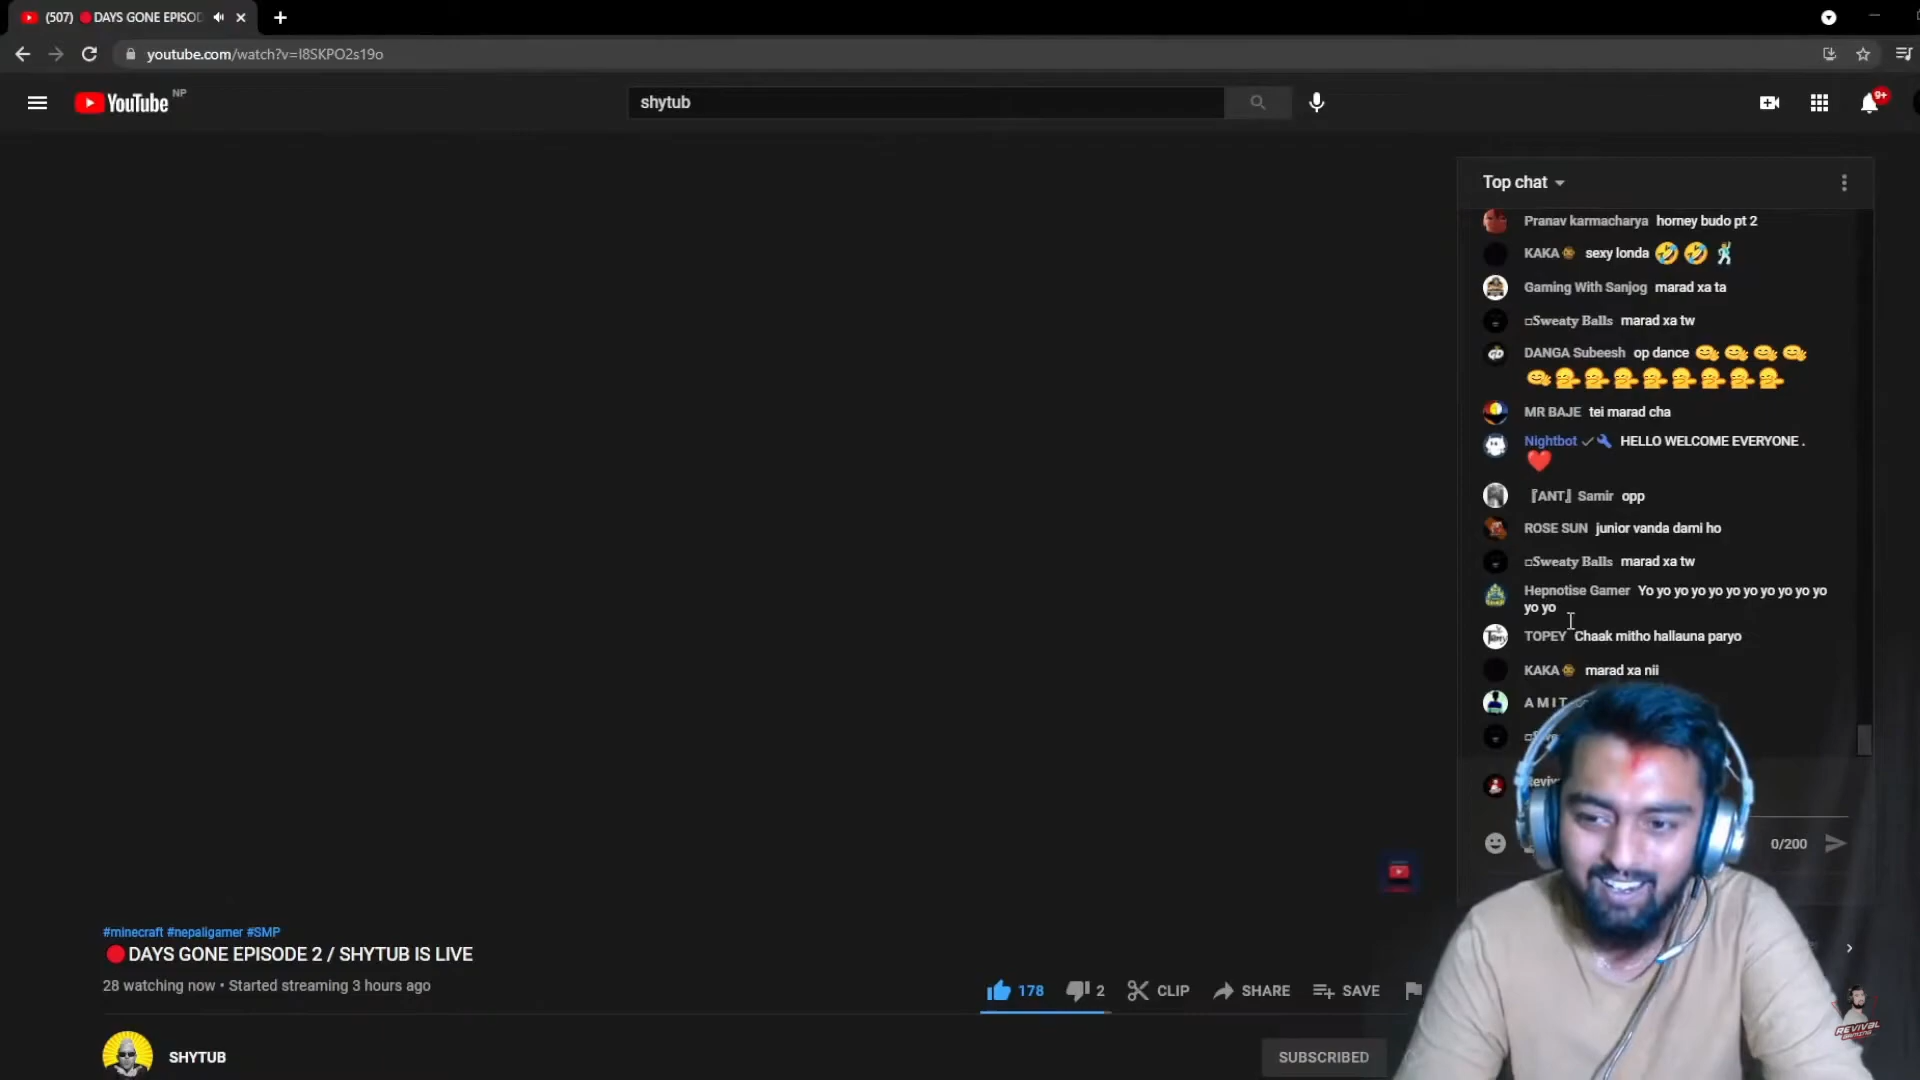 (507) 🔴DAYS GONE EPISOD
youtube.com/watch?v=I8SKPO2s19o
YouTube NP
shytub
9+
Top chat
Pranav karmacharya horney budo pt 2
KAKA sexy londa 🤣 🤣 🕺
Gaming With Sanjog marad xa ta
□Sweaty Balls marad xa tw
DANGA Subeesh op dance
MR BAJE tei marad cha
Nightbot HELLO WELCOME EVERYONE .
❤️
『ANT』 Samir opp
ROSE SUN junior vanda dami ho
□Sweaty Balls marad xa tw
Hepnotise Gamer Yo yo yo yo yo yo yo yo yo yo yo
yo yo
TOPEY Chaak mitho hallauna paryo
KAKA marad xa nii
A M I T
0/200
#minecraft #nepaligamer #SMP
🔴DAYS GONE EPISODE 2 / SHYTUB IS LIVE
28 watching now • Started streaming 3 hours ago
178 2 CLIP SHARE SAVE
SHYTUB
SUBSCRIBED
REVIVAL
GAMING